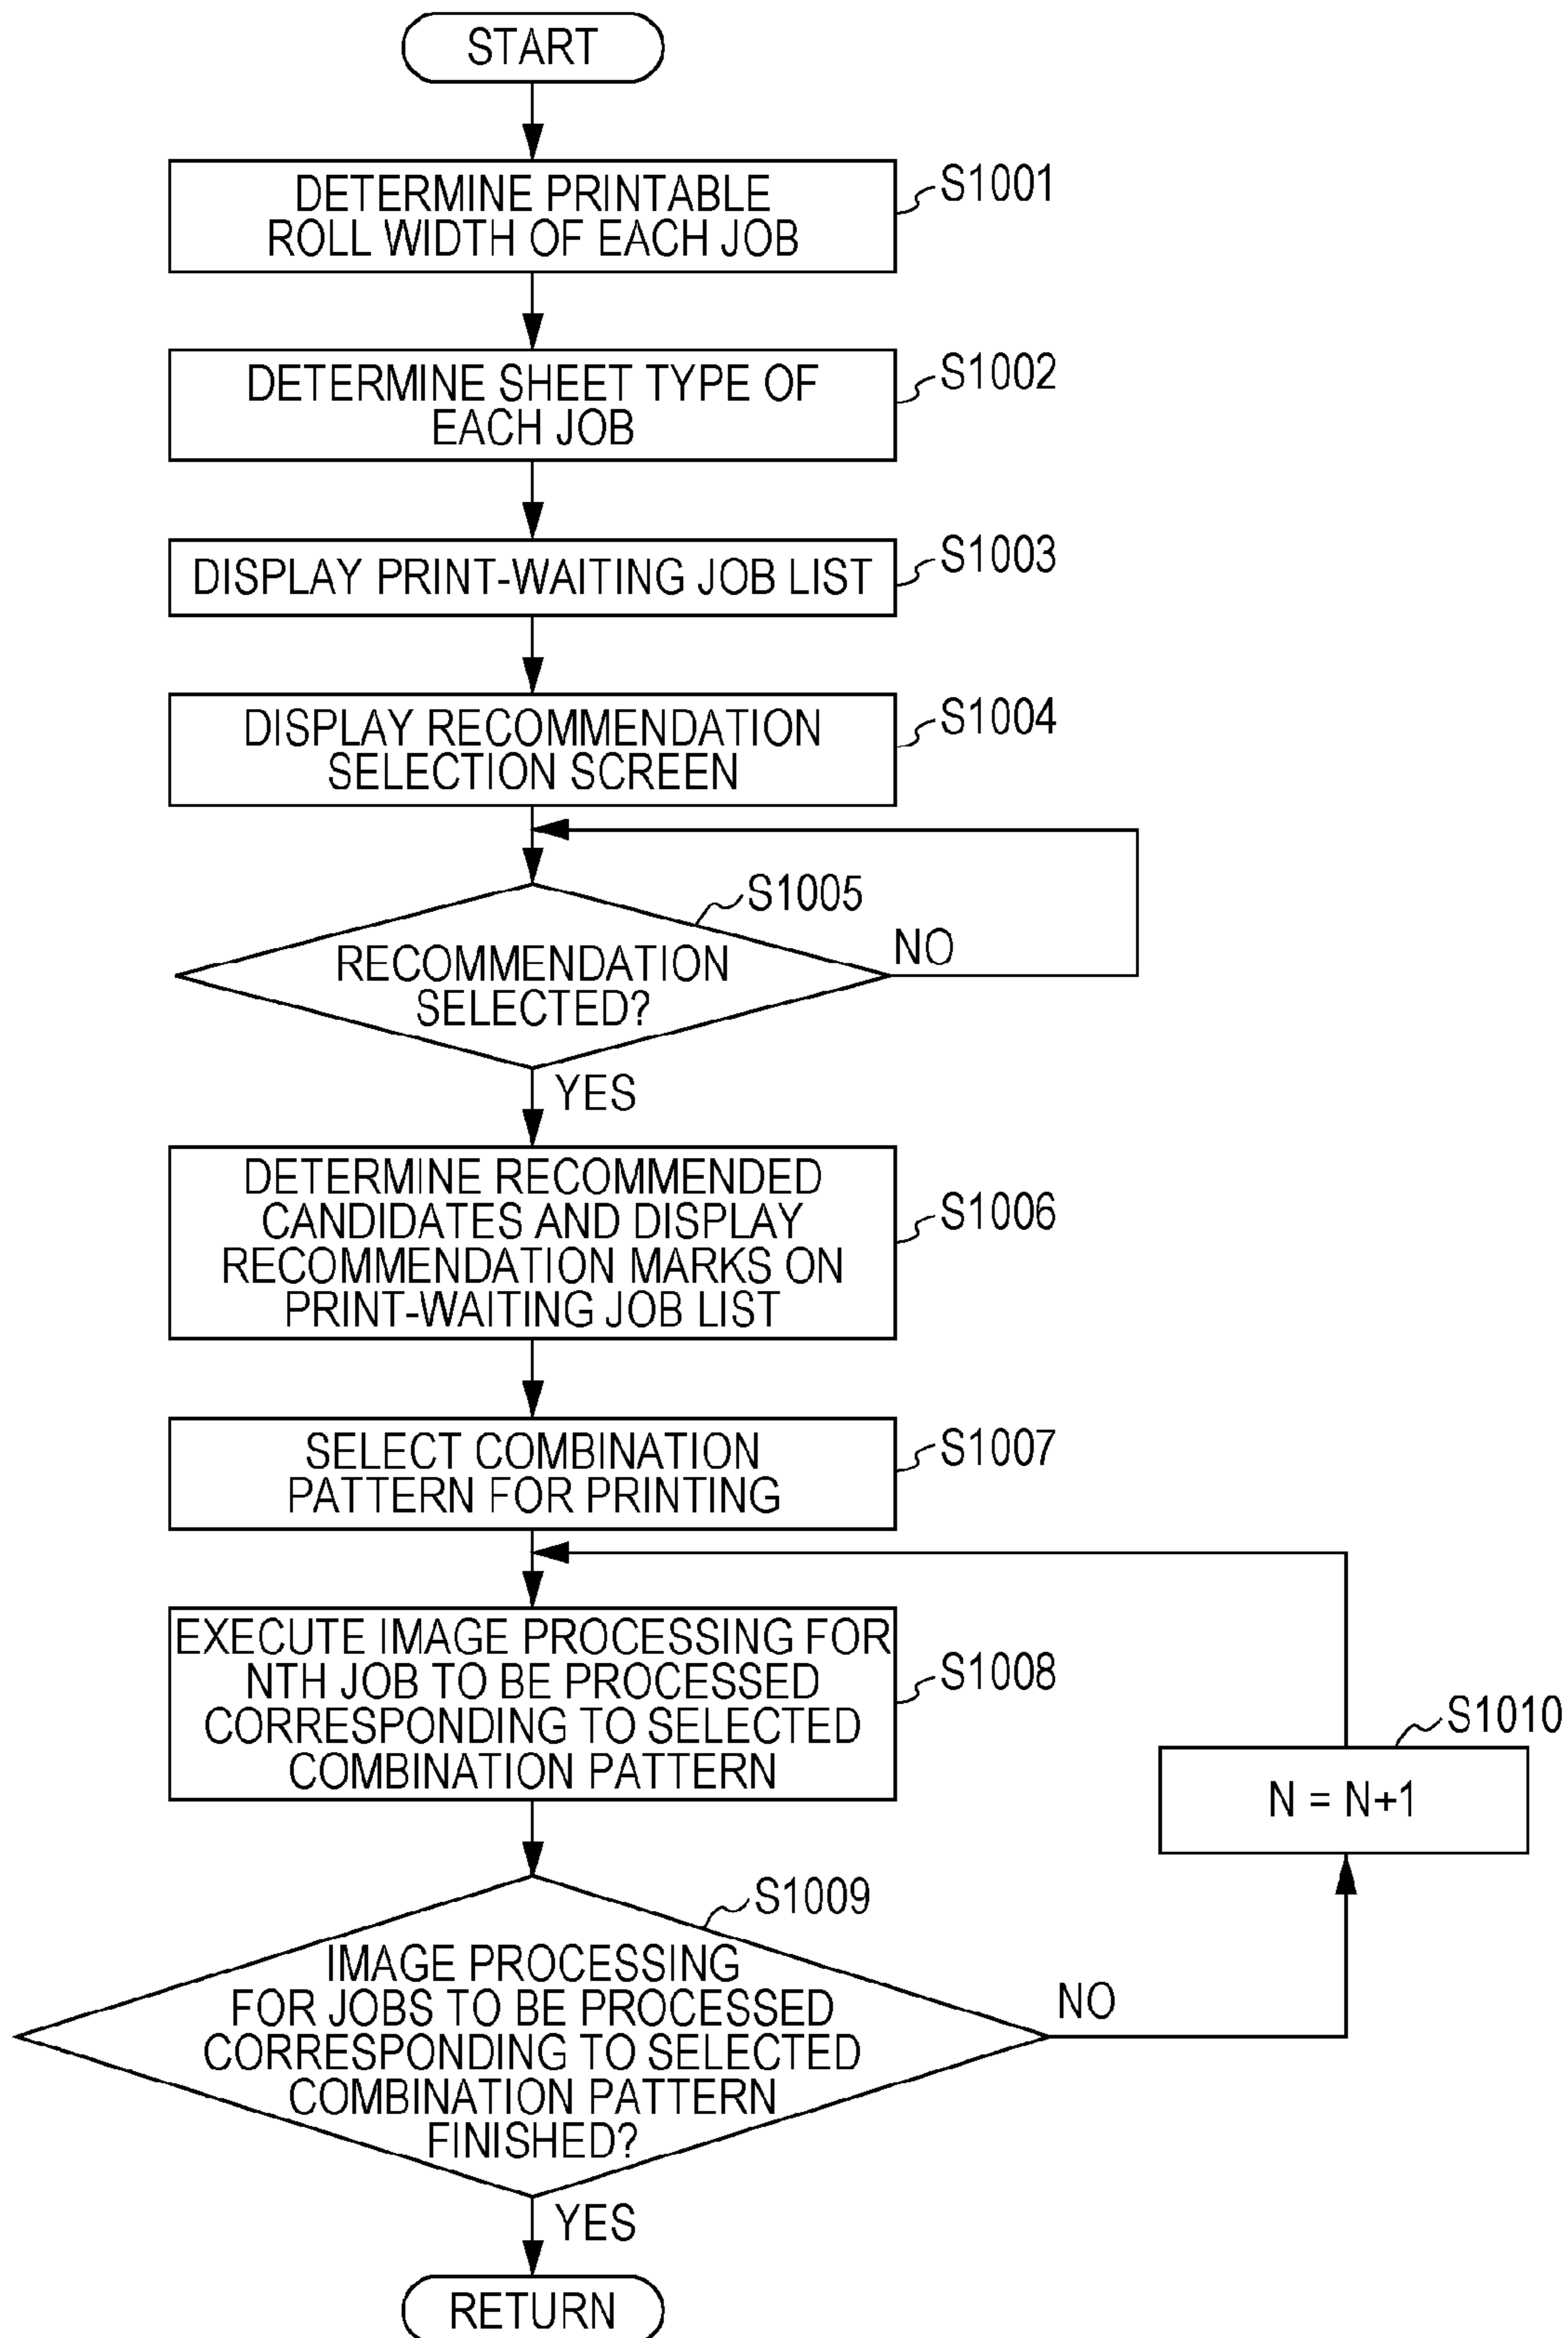 START
DETERMINE PRINTABLE
ROLL WIDTH OF EACH JOB
S1001
DETERMINE SHEET TYPE OF
EACH JOB
S1002
DISPLAY PRINT-WAITING JOB LIST
S1003
DISPLAY RECOMMENDATION
SELECTION SCREEN
S1004
S1005
RECOMMENDATION
SELECTED?
NO
YES
DETERMINE RECOMMENDED
CANDIDATES AND DISPLAY
RECOMMENDATION MARKS ON
PRINT-WAITING JOB LIST
S1006
SELECT COMBINATION
PATTERN FOR PRINTING
S1007
EXECUTE IMAGE PROCESSING FOR
NTH JOB TO BE PROCESSED
CORRESPONDING TO SELECTED
COMBINATION PATTERN
S1008
S1010
N = N+1
S1009
IMAGE PROCESSING
FOR JOBS TO BE PROCESSED
CORRESPONDING TO SELECTED
COMBINATION PATTERN
FINISHED?
NO
YES
RETURN